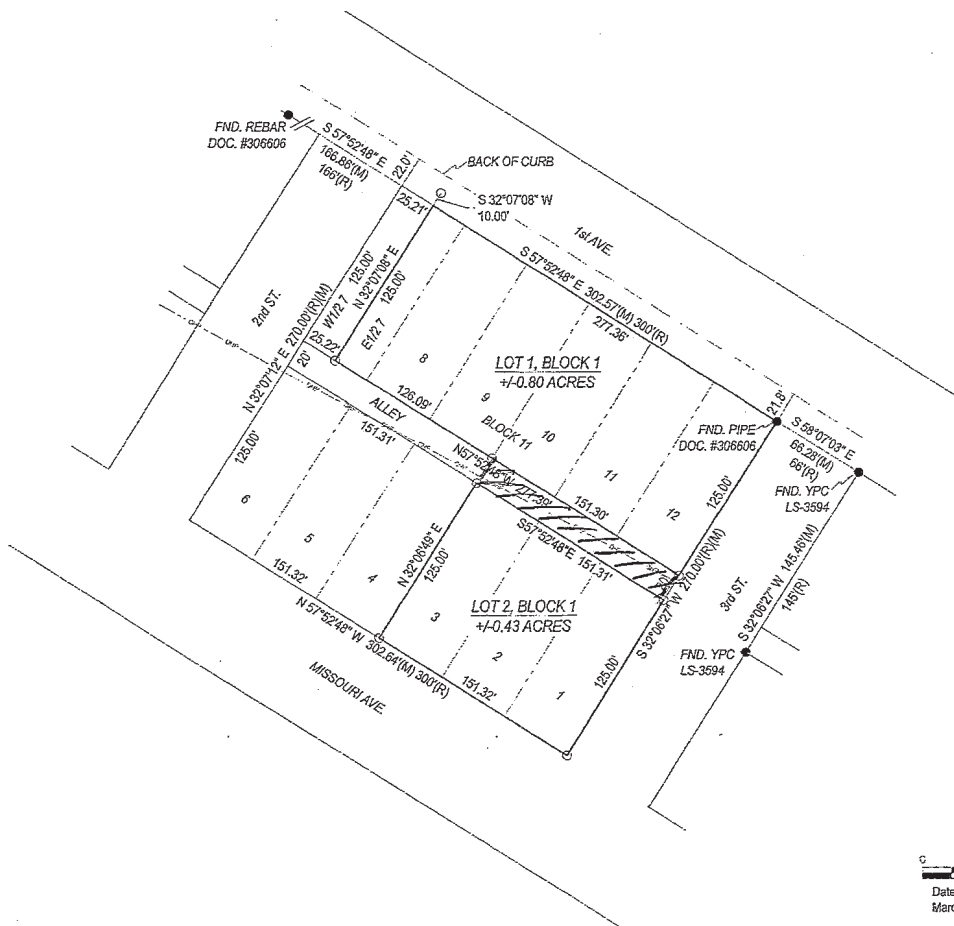 FND. REBAR
DOC. #306606
S 57°52'48" E
166.86'(M)
166'(R)
22.0'
BACK OF CURB
25.21'
S 32°07'08" W
10.00'
1st AVE.
S 57°52'48" E 302.57'(M) 300'(R)
277.36'
2nd ST.
N 32°07'12" E 270.00'(R)(M)
W1/2 7 125.00'
N 32°07'08" E
125.00'
E1/2 7
8
9
10
11
12
LOT 1, BLOCK 1
+/-0.80 ACRES
BLOCK 11
25.22'
20'
126.09'
ALLEY
151.31'
N57°52'48"W 277.39'
151.30'
S57°52'48"E 151.31'
FND. PIPE
DOC. #306606
21.8'
S 58°07'03" E
66.28'(M)
66'(R)
FND. YPC
LS-3594
125.00'
125.00'
6
5
4
3
2
1
N 32°06'49" E
125.00'
LOT 2, BLOCK 1
+/-0.43 ACRES
S 32°06'27" W 270.00'(R)(M)
125.00'
3rd ST.
S 32°06'27" W 145.46'(M)
145'(R)
FND. YPC
LS-3594
151.32'
N 57°52'48" W 302.64'(M) 300'(R)
151.32'
MISSOURI AVE.
Date